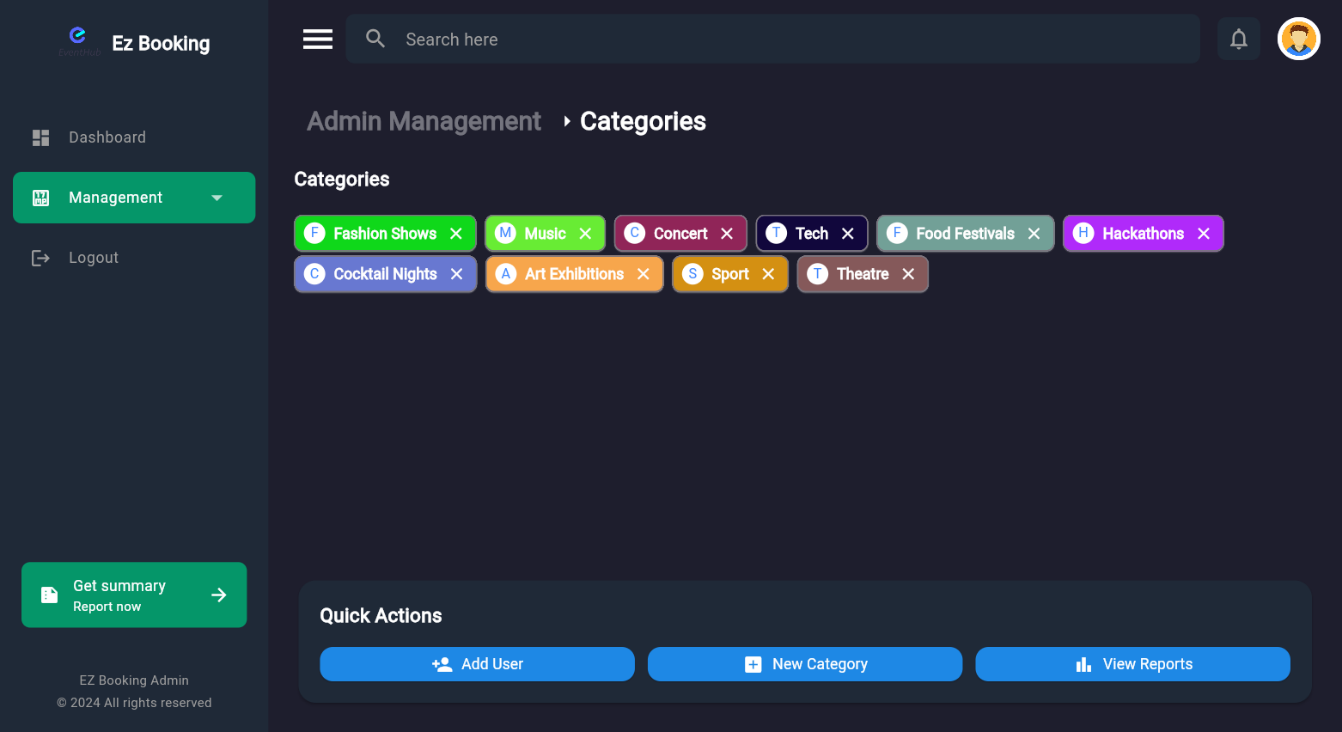 Ez Booking
Search here
Dashboard
Management
Logout
Get summary
Report now
EZ Booking Admin
© 2024 All rights reserved
Admin Management Categories
Categories
F Fashion Shows M Music C Concert T Tech F Food Festivals H Hackathons
C Cocktail Nights A Art Exhibitions S Sport T Theatre
Quick Actions
Add User New Category View Reports